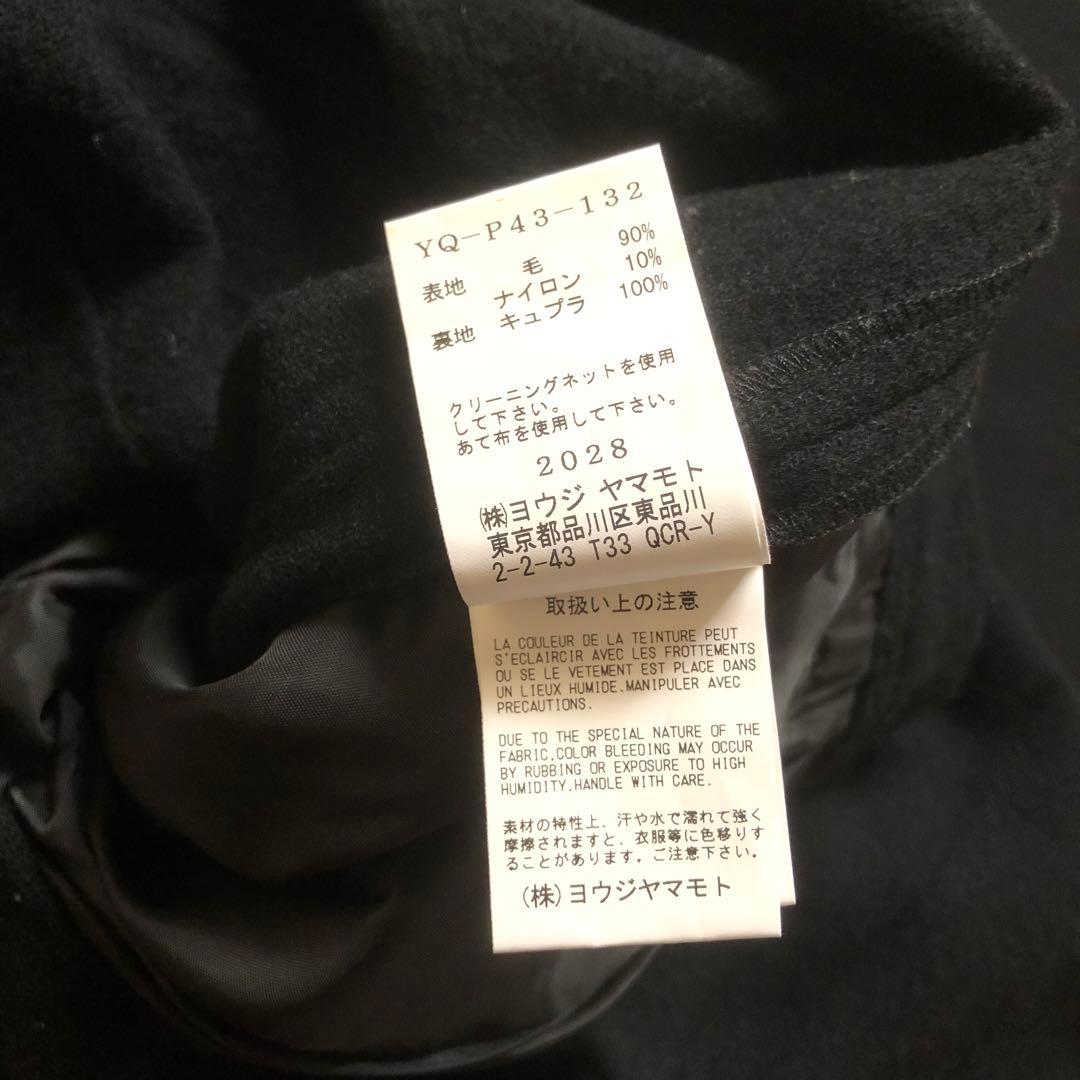 YQ-P43-132
表地 毛 90%
ナイロン 10%
裏地 キュプラ 100%
クリーニングネットを使用
して下さい。
あて布を使用して下さい。
2028
㈱ヨウジ ヤマモト
東京都品川区東品川
2-2-43 T33 QCR-Y
取扱い上の注意
LA COULEUR DE LA TEINTURE PEUT
S'ECLAIRCIR AVEC LES FROTTEMENTS
OU SE LE VETEMENT EST PLACE DANS
UN LIEUX HUMIDE.MANIPULER AVEC
PRECAUTIONS.
DUE TO THE SPECIAL NATURE OF THE
FABRIC,COLOR BLEEDING MAY OCCUR
BY RUBBING OR EXPOSURE TO HIGH
HUMIDITY.HANDLE WITH CARE.
素材の特性上、汗や水で濡れて強く
摩擦されますと、衣服等に色移りす
ることがあります。ご注意下さい。
(株)ヨウジヤマモト